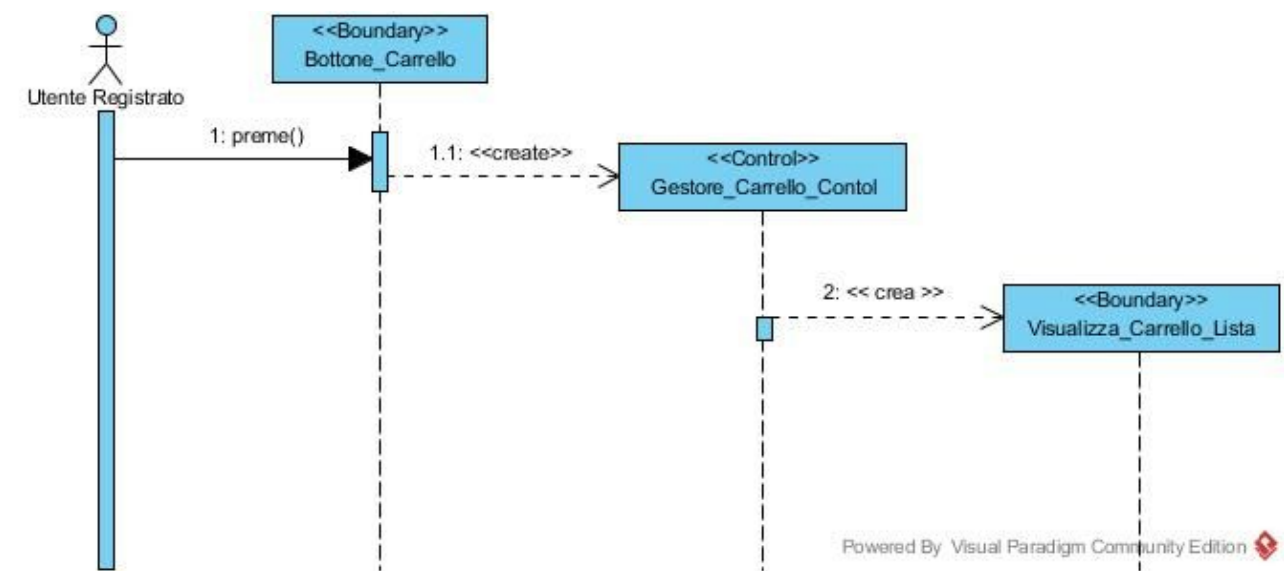 <<Boundary>>
Bottone_Carrello
Utente Registrato
1: preme()
1.1: <<create>>
<<Control>>
Gestore_Carrello_Contol
2: << crea >>
<<Boundary>>
Visualizza_Carrello_Lista
Powered By Visual Paradigm Community Edition